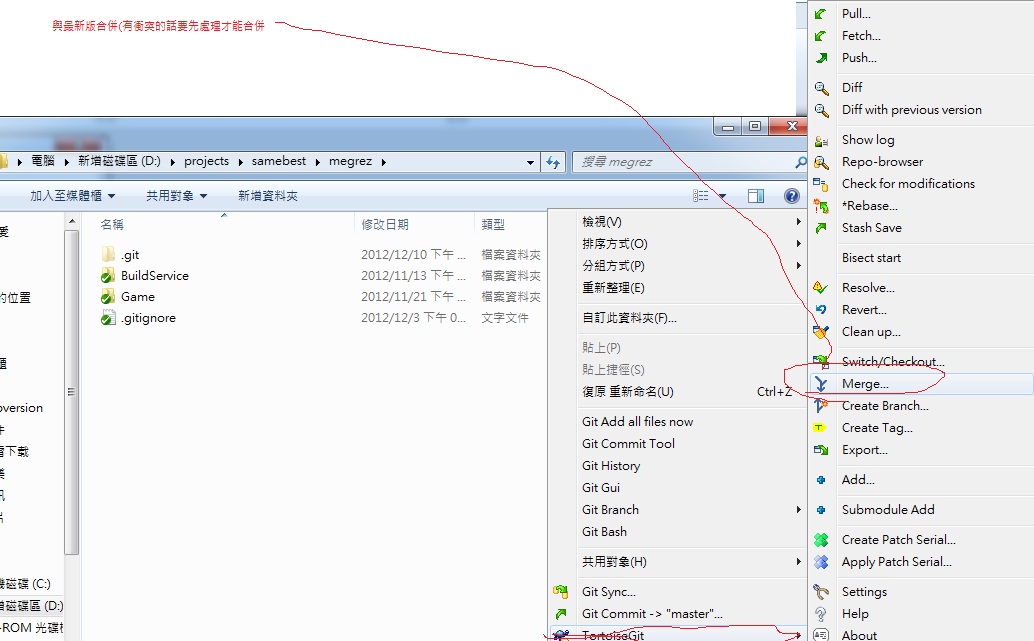 與最新版合併(有衝突的話要先處理才能合併
電腦 新增磁碟區 (D:) projects samebest megrez
搜尋 megrez
加入至媒體櫃 共用對象 新增資料夾
名稱 修改日期 類型
.git 2012/12/10 下午 ... 檔案資料夾
BuildService 2012/11/13 下午 ... 檔案資料夾
Game 2012/11/21 下午 ... 檔案資料夾
.gitignore 2012/12/3 下午 0... 文字文件
愛
的位置
oversion
下載
磁碟 (C:)
磁碟區 (D:)
-ROM 光碟
檢視(V)
排序方式(O)
分組方式(P)
重新整理(E)
自訂此資料夾(F)...
貼上(P)
貼上捷徑(S)
復原 重新命名(U) Ctrl+Z
Git Add all files now
Git Commit Tool
Git History
Git Gui
Git Branch
Git Bash
共用對象(H)
Git Sync...
Git Commit -> "master"...
TortoiseGit
Pull...
Fetch...
Push...
Diff
Diff with previous version
Show log
Repo-browser
Check for modifications
*Rebase...
Stash Save
Bisect start
Resolve...
Revert...
Clean up...
Switch/Checkout...
Merge...
Create Branch...
Create Tag...
Export...
Add...
Submodule Add
Create Patch Serial...
Apply Patch Serial...
Settings
Help
About